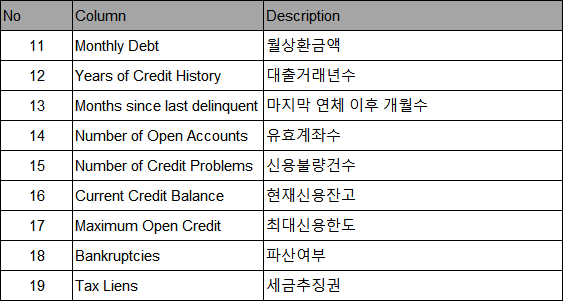 No Column Description
11 Monthly Debt 월상환금액
12 Years of Credit History 대출거래년수
13 Months since last delinquent 마지막 연체 이후 개월수
14 Number of Open Accounts 유효계좌수
15 Number of Credit Problems 신용불량건수
16 Current Credit Balance 현재신용잔고
17 Maximum Open Credit 최대신용한도
18 Bankruptcies 파산여부
19 Tax Liens 세금추징권